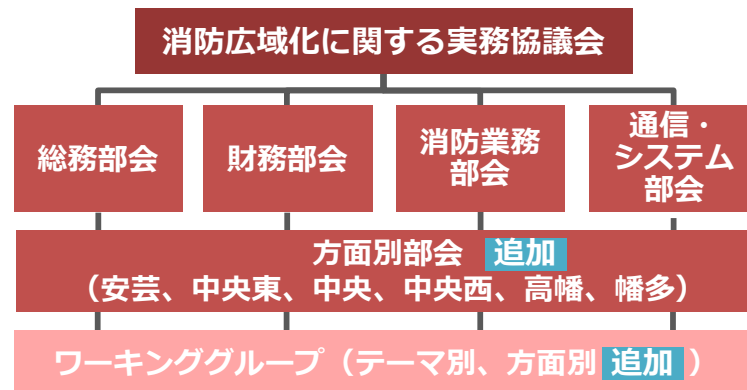 消防広域化に関する実務協議会
総務部会
財務部会
消防業務
部会
通信・
システム
部会
方面別部会 追加
（安芸、中央東、中央、中央西、高幡、幡多）
ワーキンググループ（テーマ別、方面別 追加 ）